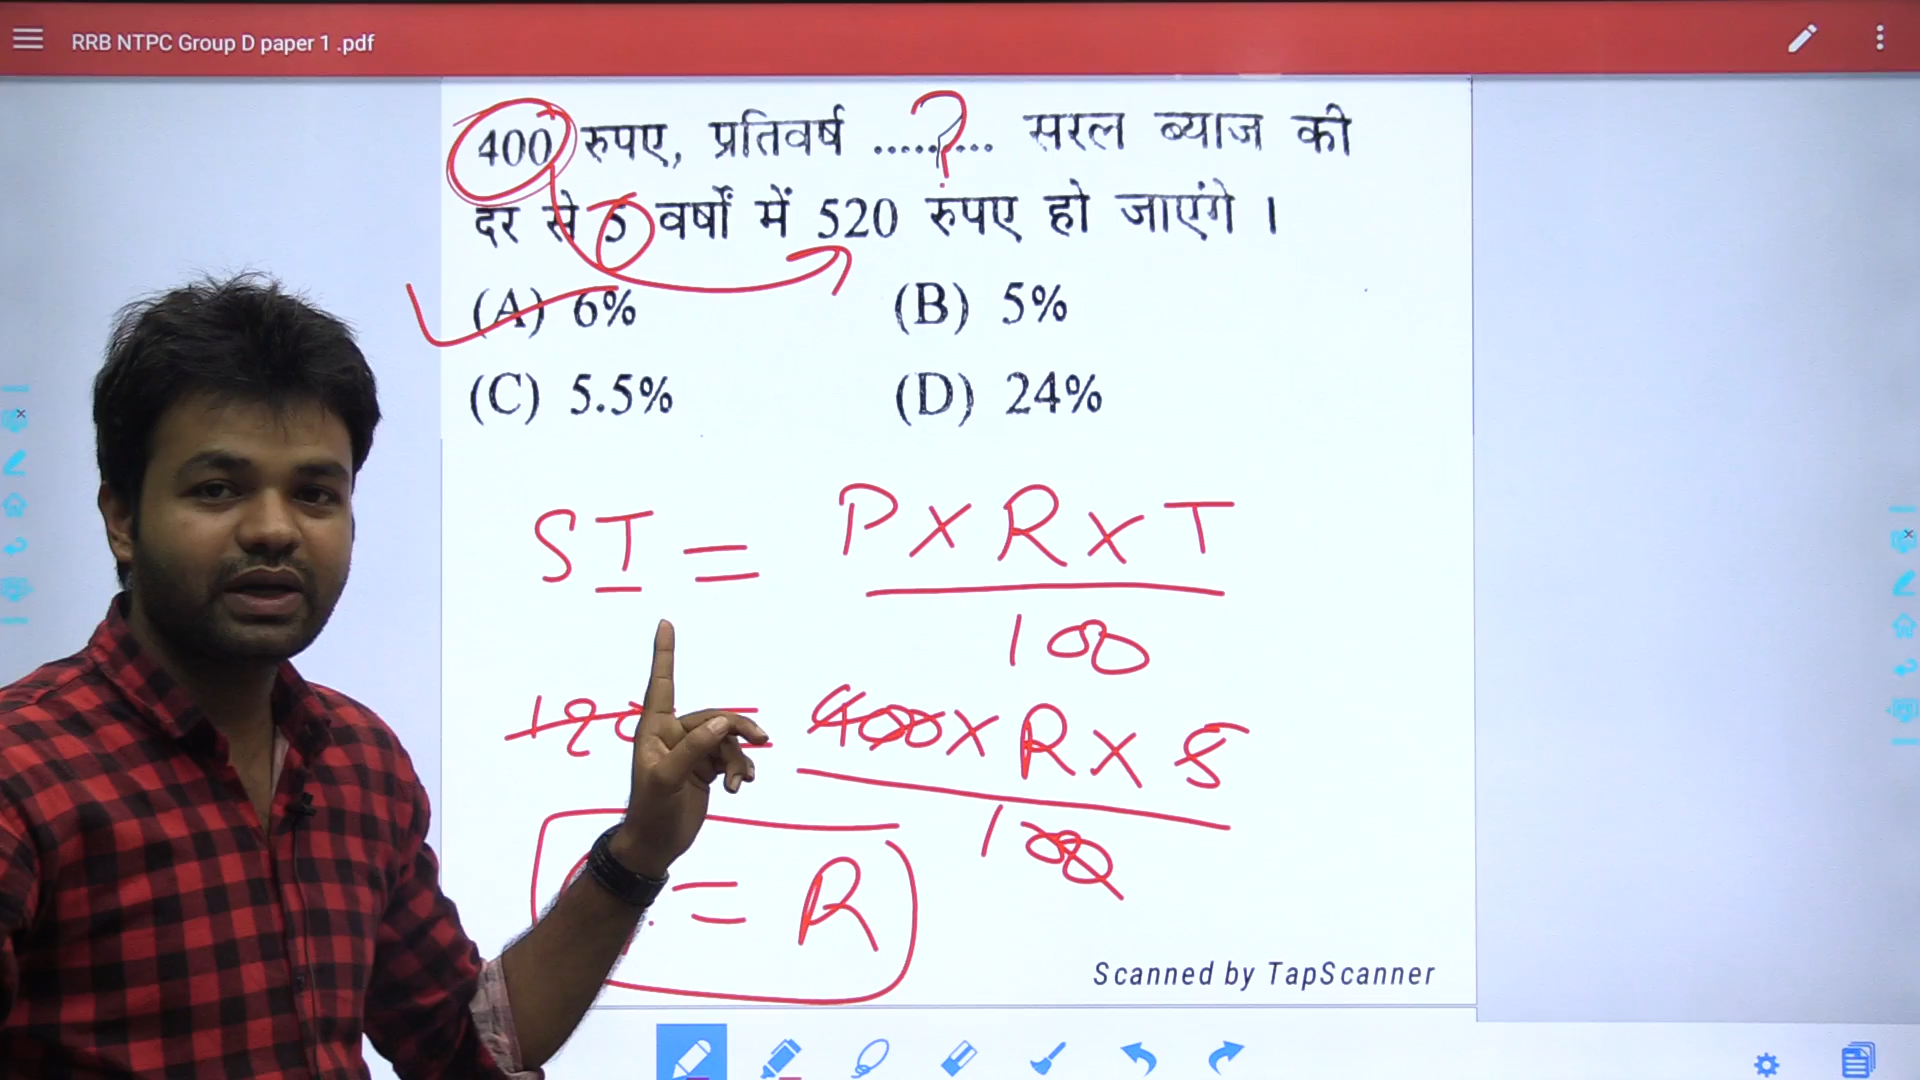 RRB NTPC Group D paper 1 .pdf
400 रुपए, प्रतिवर्ष ....?.... सरल ब्याज की
दर से 5 वर्षों में 520 रुपए हो जाएंगे ।
(A) 6% (B) 5%
(C) 5.5% (D) 24%
SI = P X R X T
100
120 = 400 X R X 5
100
= R
Scanned by TapScanner